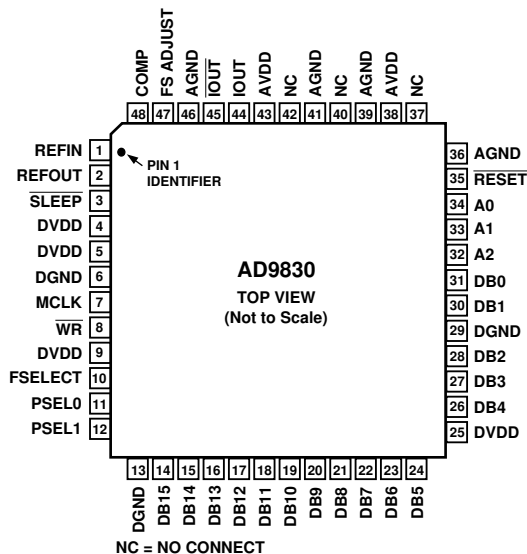 COMP
FS ADJUST
AGND
I̅O̅U̅T̅
IOUT
AVDD
NC
AGND
NC
AGND
AVDD
NC
48 47 46 45 44 43 42 41 40 39 38 37
REFIN 1
REFOUT 2
S̅L̅E̅E̅P̅ 3
DVDD 4
DVDD 5
DGND 6
MCLK 7
W̅R̅ 8
DVDD 9
FSELECT 10
PSEL0 11
PSEL1 12
PIN 1
IDENTIFIER
AD9830
TOP VIEW
(Not to Scale)
36 AGND
35 R̅E̅S̅E̅T̅
34 A0
33 A1
32 A2
31 DB0
30 DB1
29 DGND
28 DB2
27 DB3
26 DB4
25 DVDD
13 14 15 16 17 18 19 20 21 22 23 24
DGND
DB15
DB14
DB13
DB12
DB11
DB10
DB9
DB8
DB7
DB6
DB5
NC = NO CONNECT